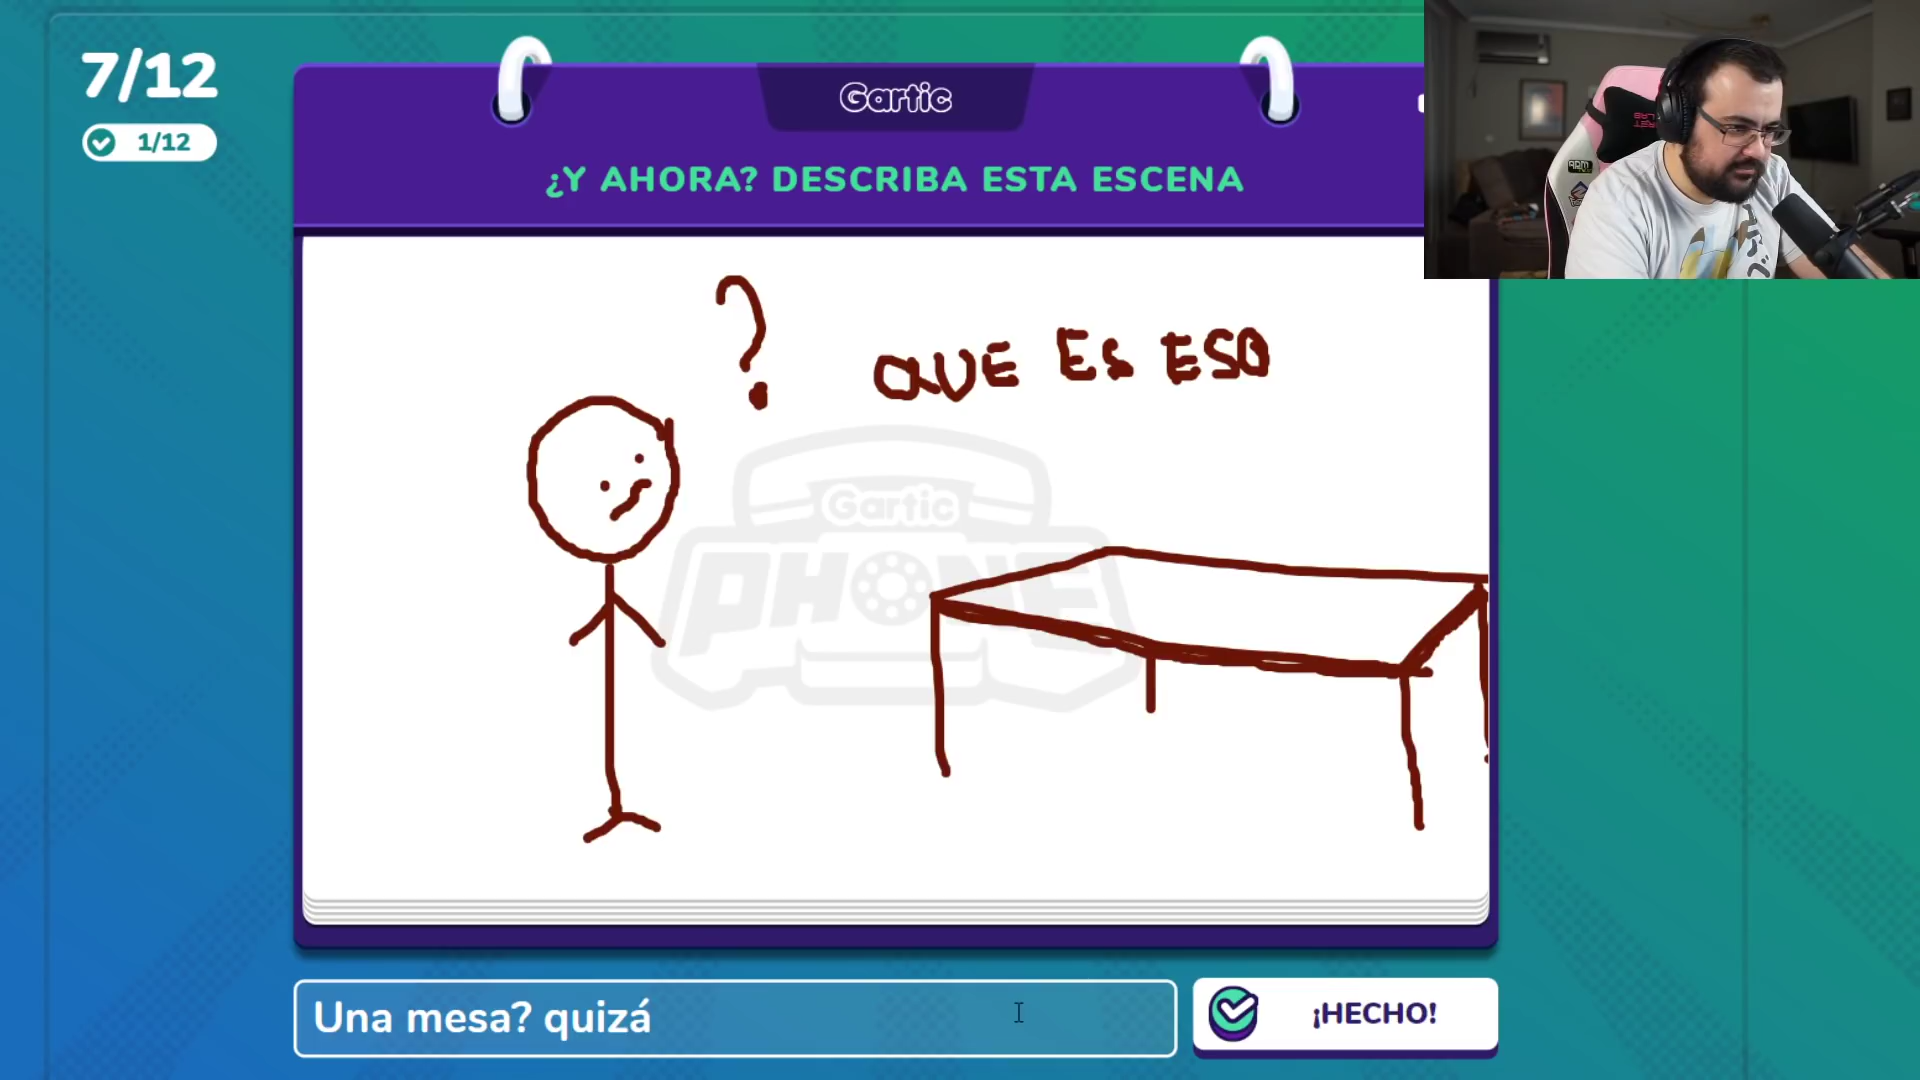 7/12
1/12
Gartic
¿Y AHORA? DESCRIBA ESTA ESCENA
?
QUE ES ESO
Gartic
PHONE
Una mesa? quizá
¡HECHO!